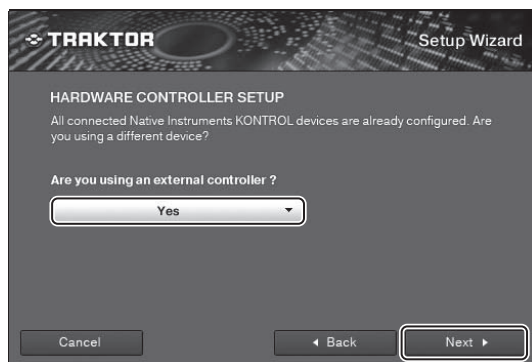 TRAKTOR
Setup Wizard
HARDWARE CONTROLLER SETUP
All connected Native Instruments KONTROL devices are already configured. Are
you using a different device?
Are you using an external controller ?
Yes
Cancel
Back
Next